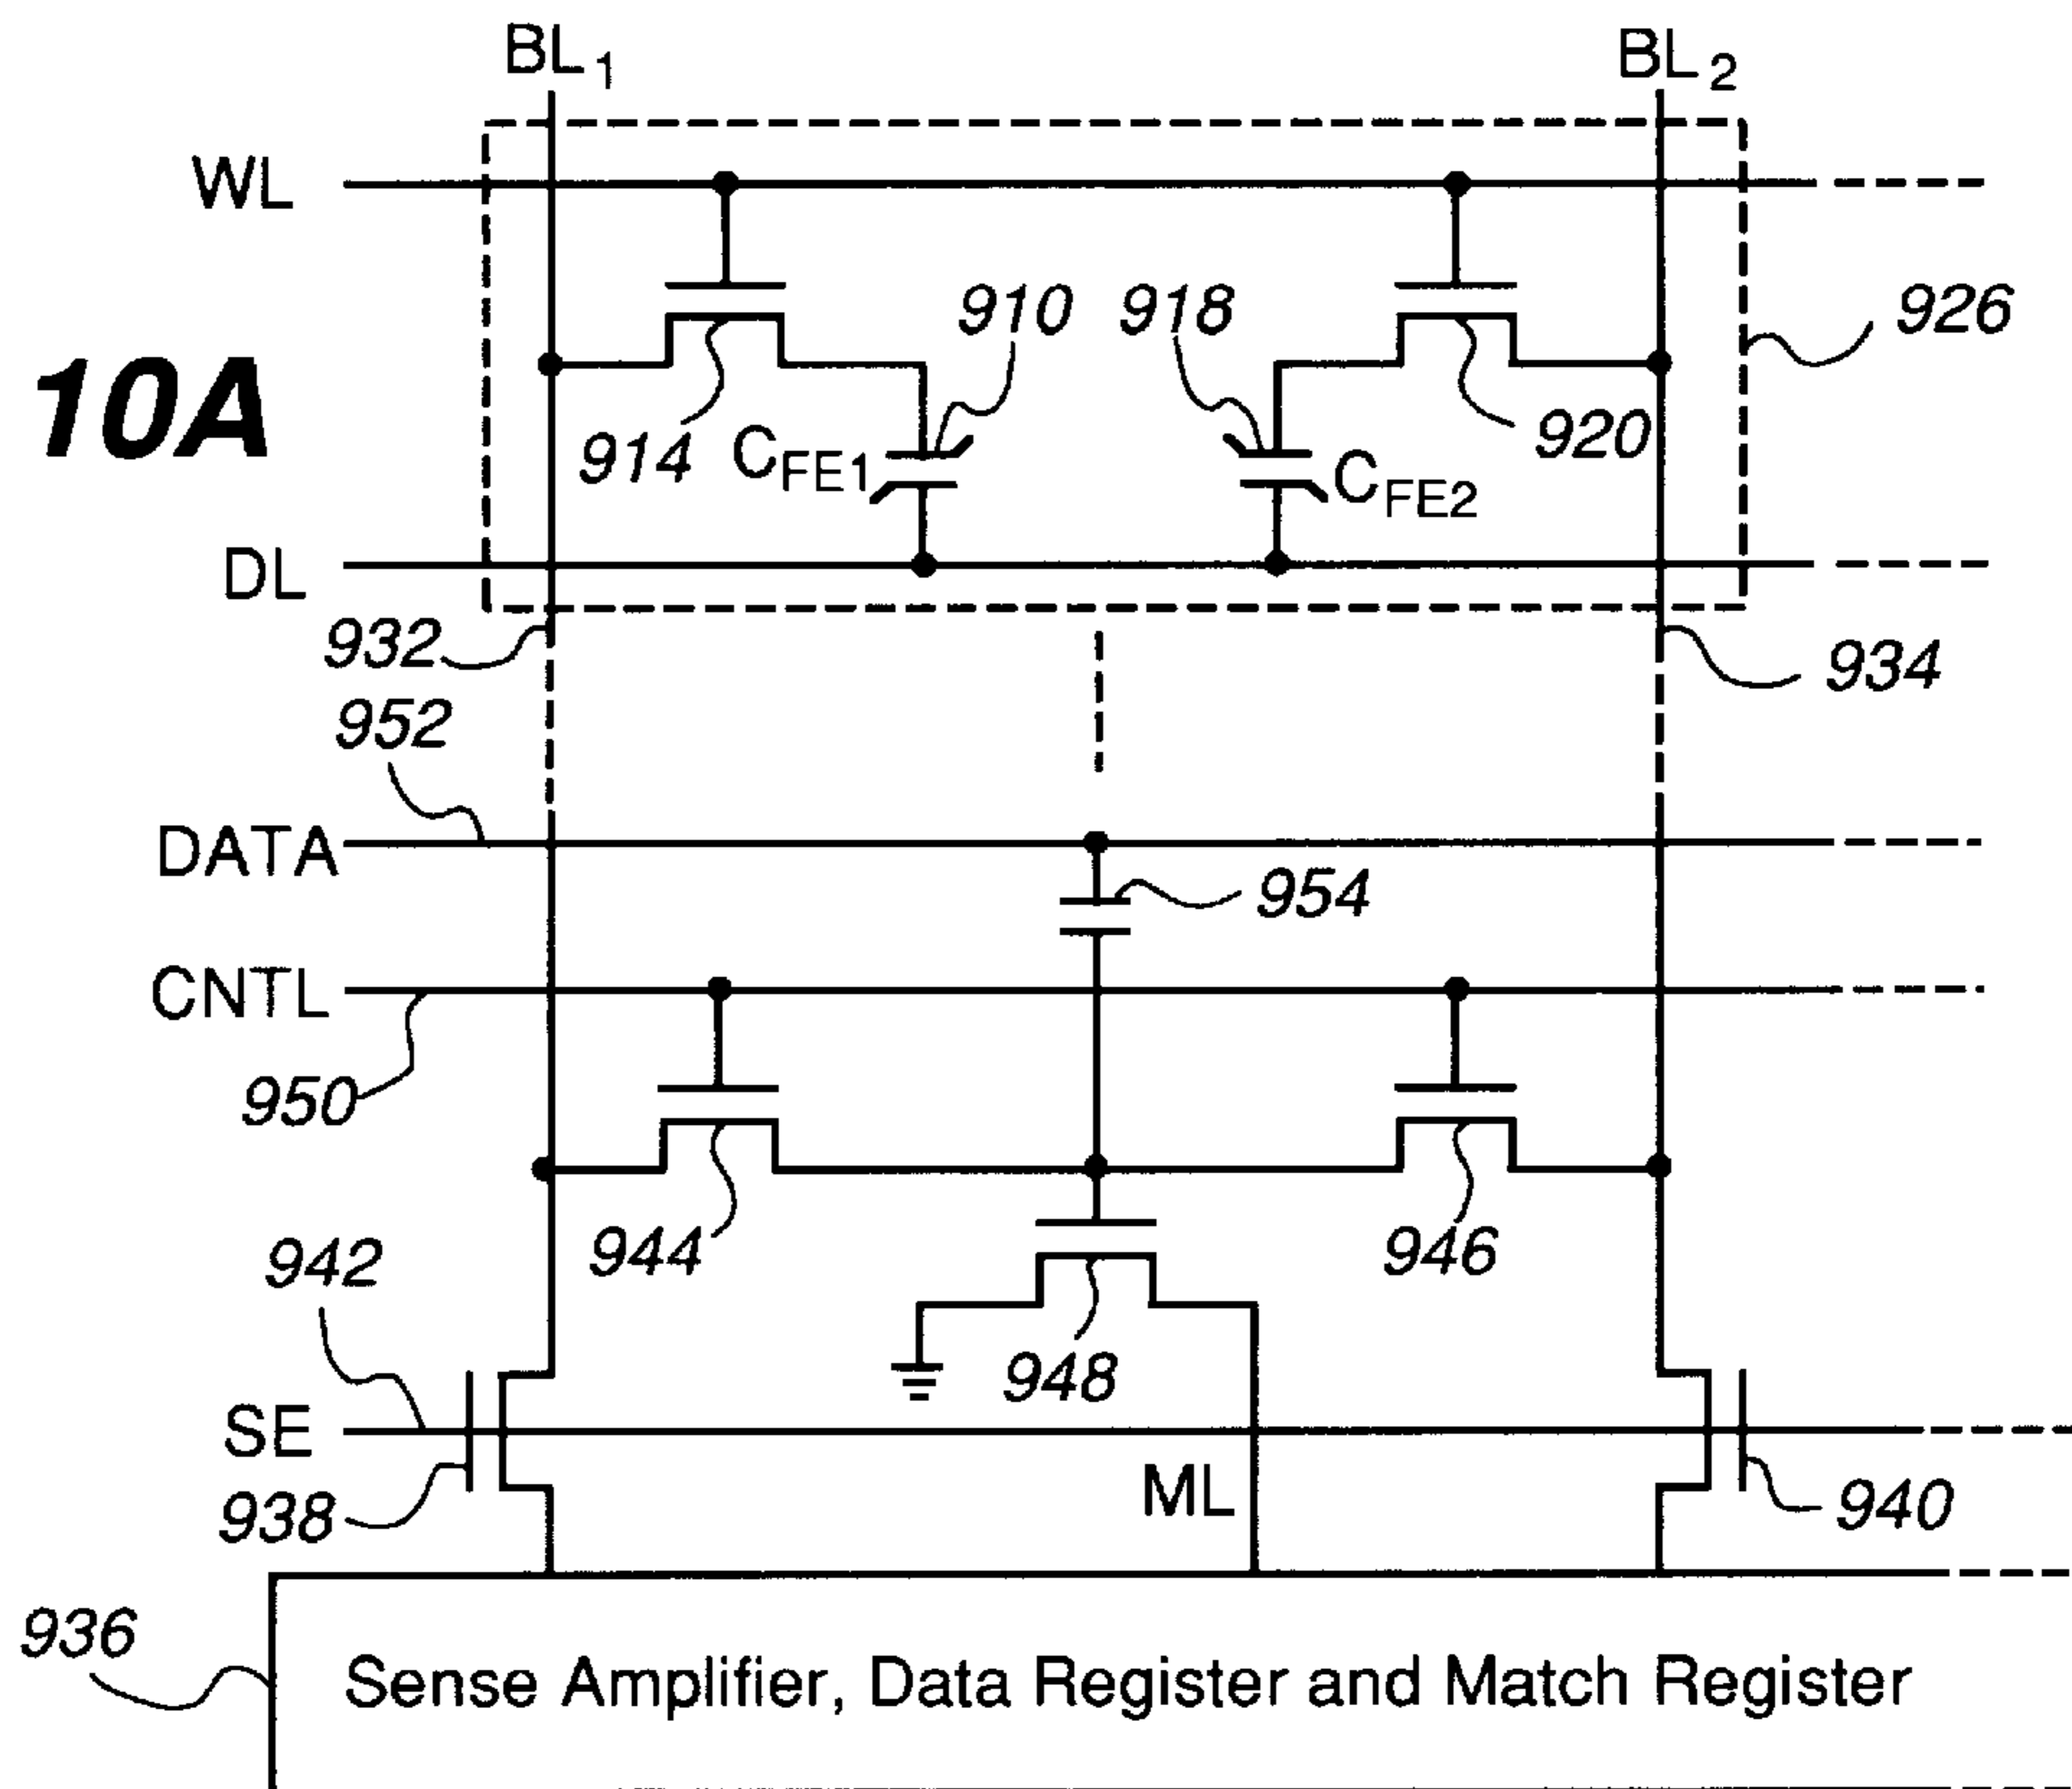 BL1
BL2
WL
910
918
926
10A
914
CFE1
CFE2
920
DL
932
934
952
DATA
954
CNTL
950
944
946
942
948
SE
ML
938
940
936
Sense Amplifier, Data Register and Match Register